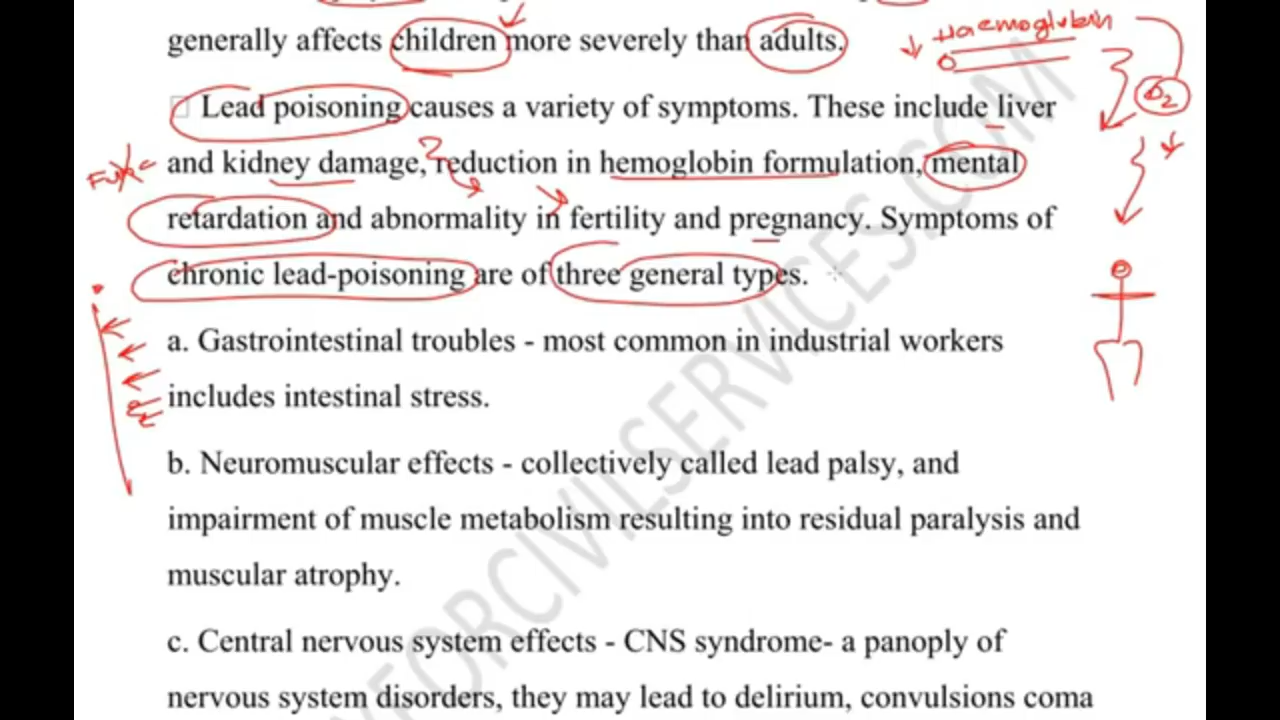 generally affects children more severely than adults.
Haemoglobin
O2
Lead poisoning causes a variety of symptoms. These include liver
and kidney damage, reduction in hemoglobin formulation, mental
retardation and abnormality in fertility and pregnancy. Symptoms of
chronic lead-poisoning are of three general types.
a. Gastrointestinal troubles - most common in industrial workers
includes intestinal stress.
b. Neuromuscular effects - collectively called lead palsy, and
impairment of muscle metabolism resulting into residual paralysis and
muscular atrophy.
c. Central nervous system effects - CNS syndrome- a panoply of
nervous system disorders, they may lead to delirium, convulsions coma
FORCIVILSERVICES.COM